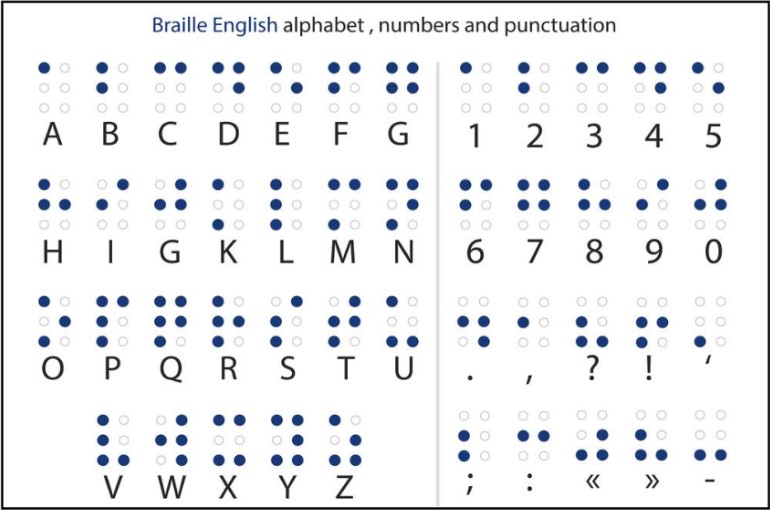 Braille English alphabet , numbers and punctuation
A B C D E F G 1 2 3 4 5
H I G K L M N 6 7 8 9 0
O P Q R S T U . , ? ! ‘
V W X Y Z ; : « » -